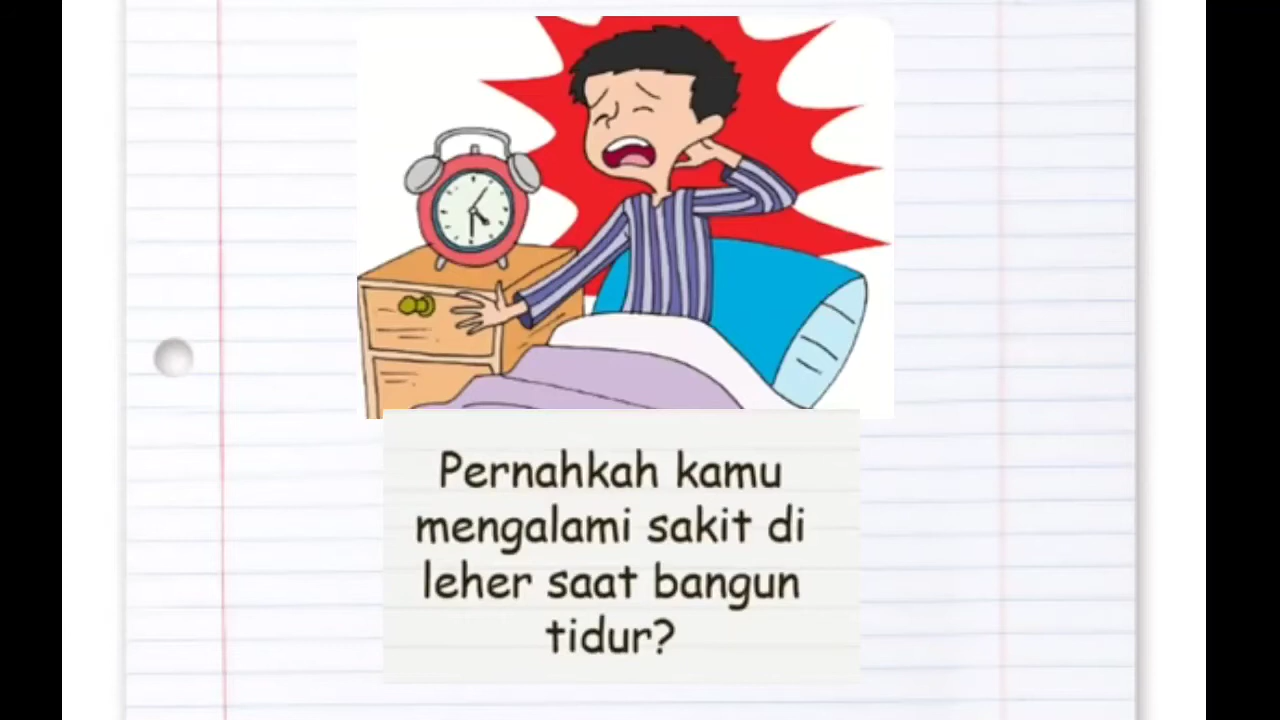 Pernahkah kamu
mengalami sakit di
leher saat bangun
tidur?